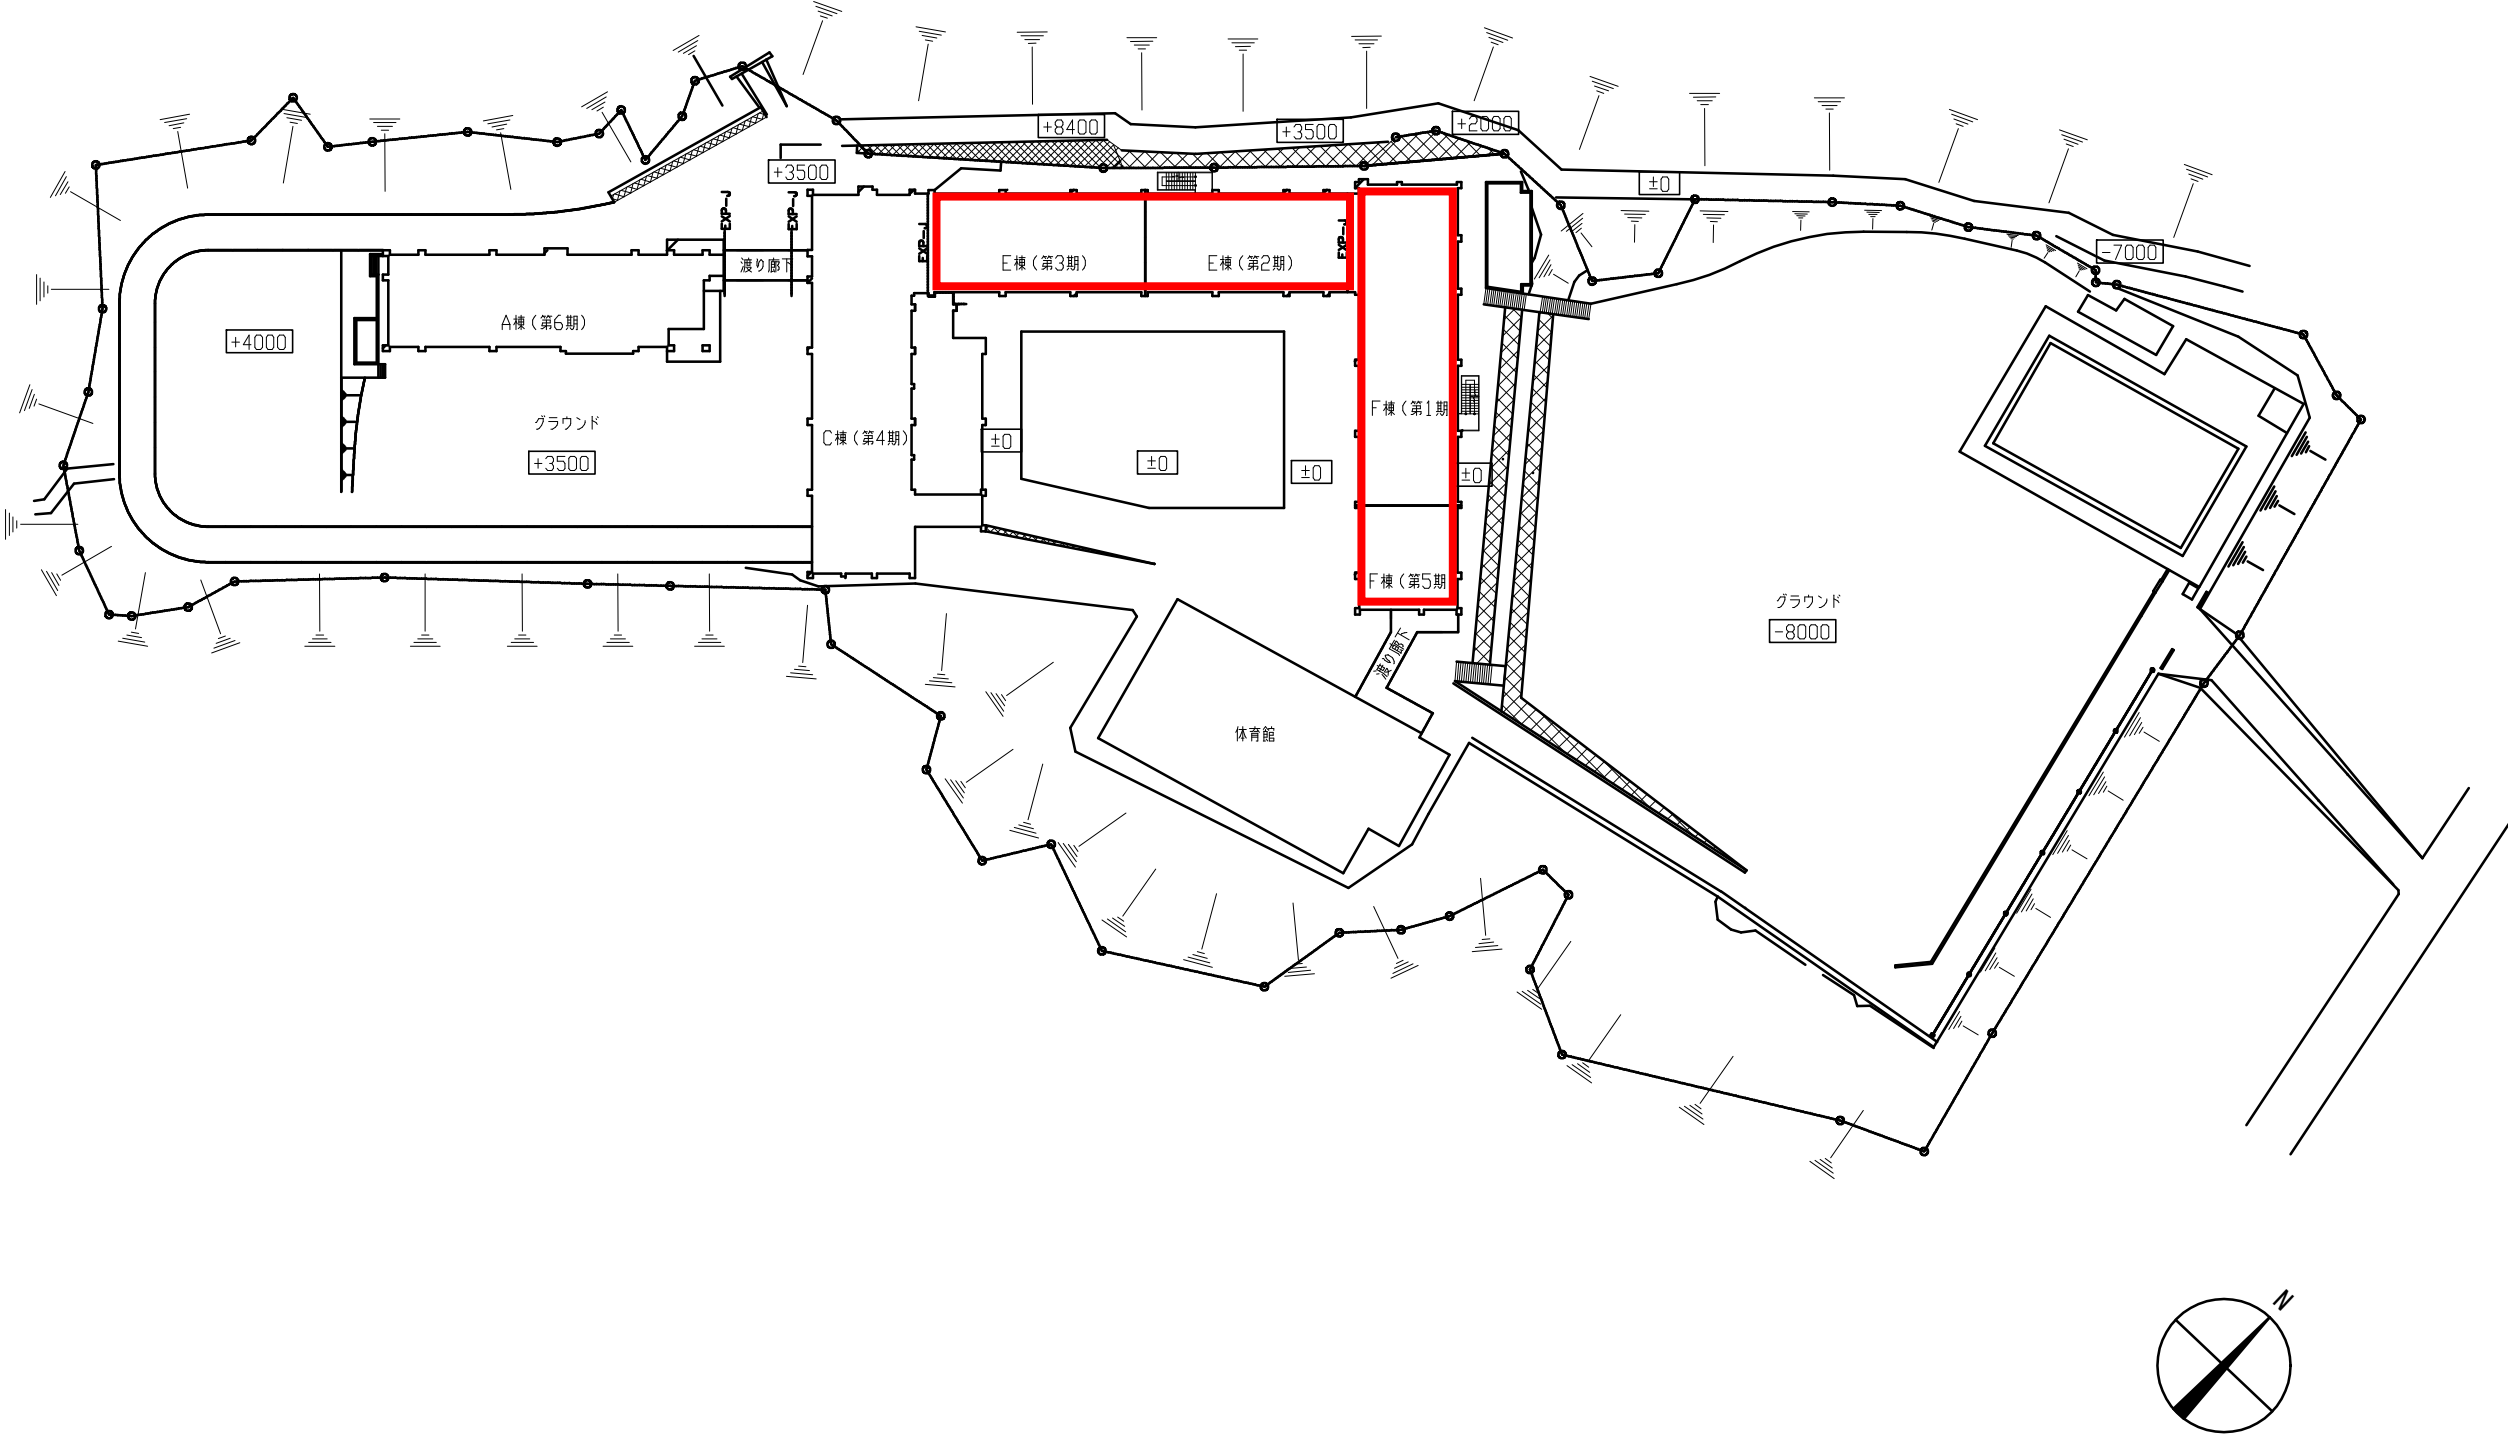 +8400
+3500
+2000
+3500
±0
-7000
EXP-J
EXP-J
EXP-J
EXP-J
渡り廊下
E棟(第3期)
E棟(第2期)
A棟(第6期)
+4000
グラウンド
+3500
C棟(第4期)
±0
±0
±0
F棟(第1期
±0
F棟(第5期
渡り廊下
グラウンド
-8000
体育館
N